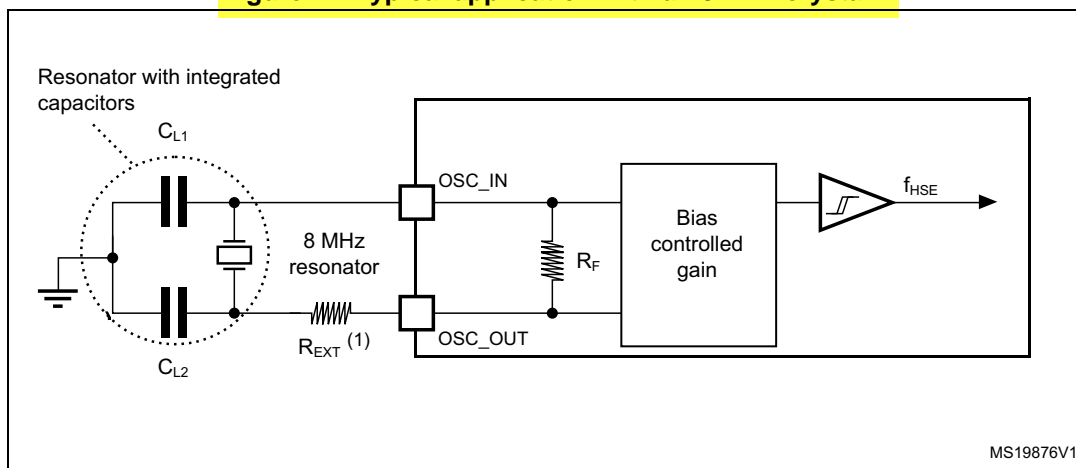 Resonator with integrated
capacitors
CL1
OSC_IN
fHSE
8 MHz
resonator
RF
Bias
controlled
gain
REXT (1)
OSC_OUT
CL2
MS19876V1